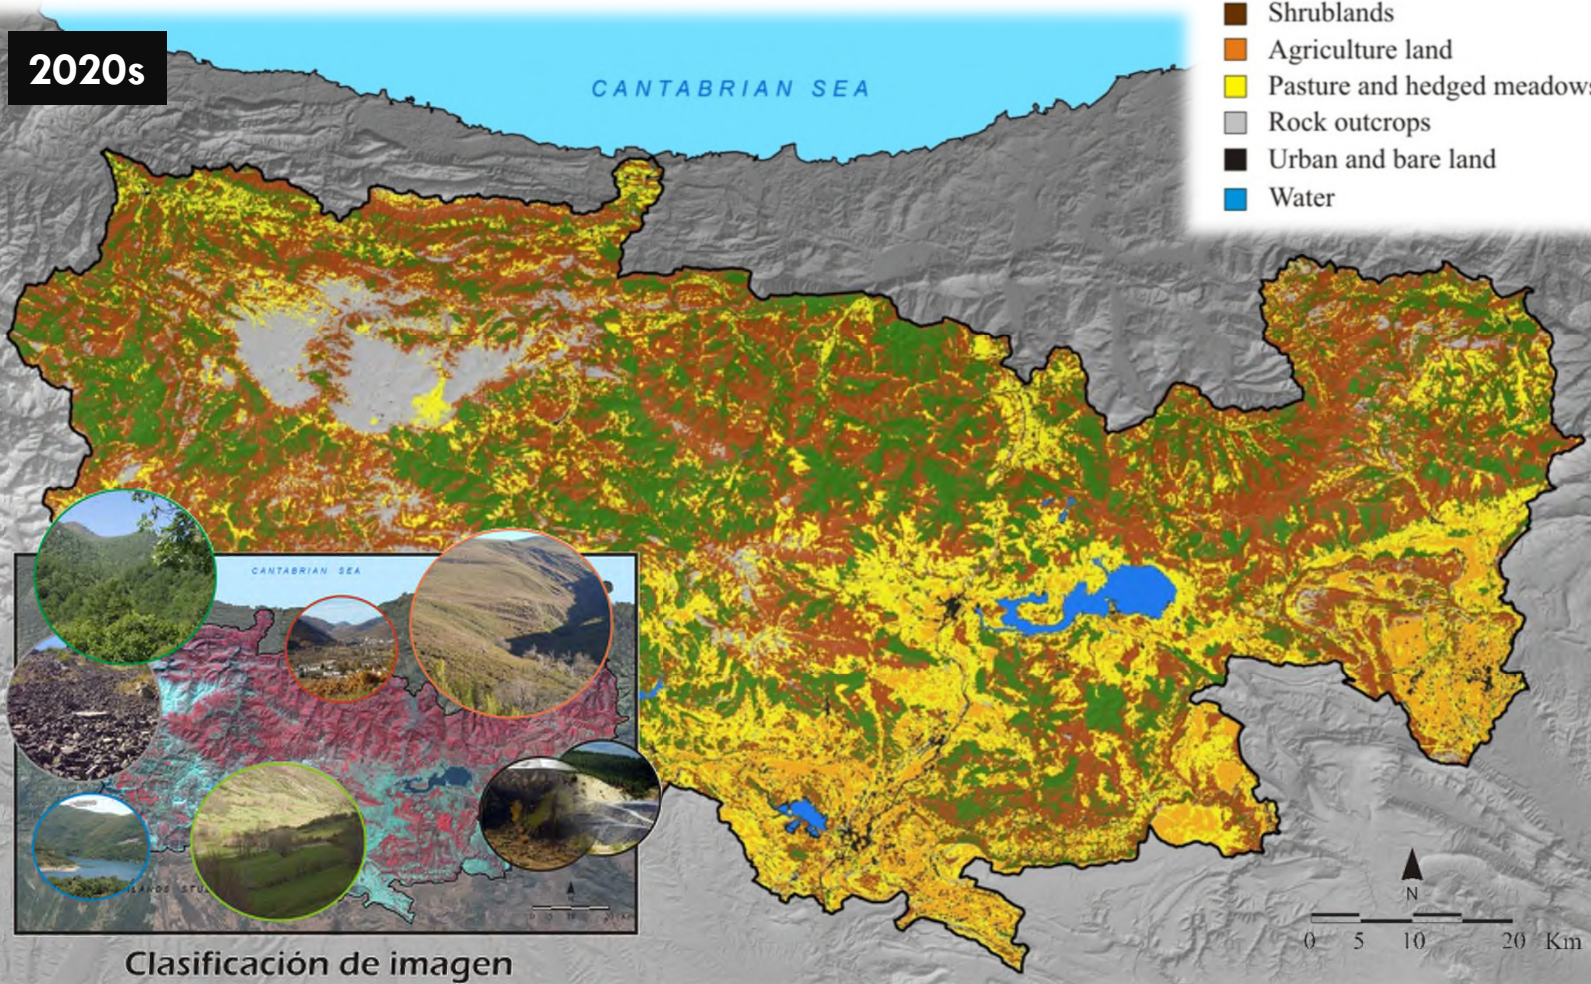 2020s
CANTABRIAN SEA
Shrublands
Agriculture land
Pasture and hedged meadows
Rock outcrops
Urban and bare land
Water
CANTABRIAN SEA
N
0 5 10 20 Km
Clasificación de imagen